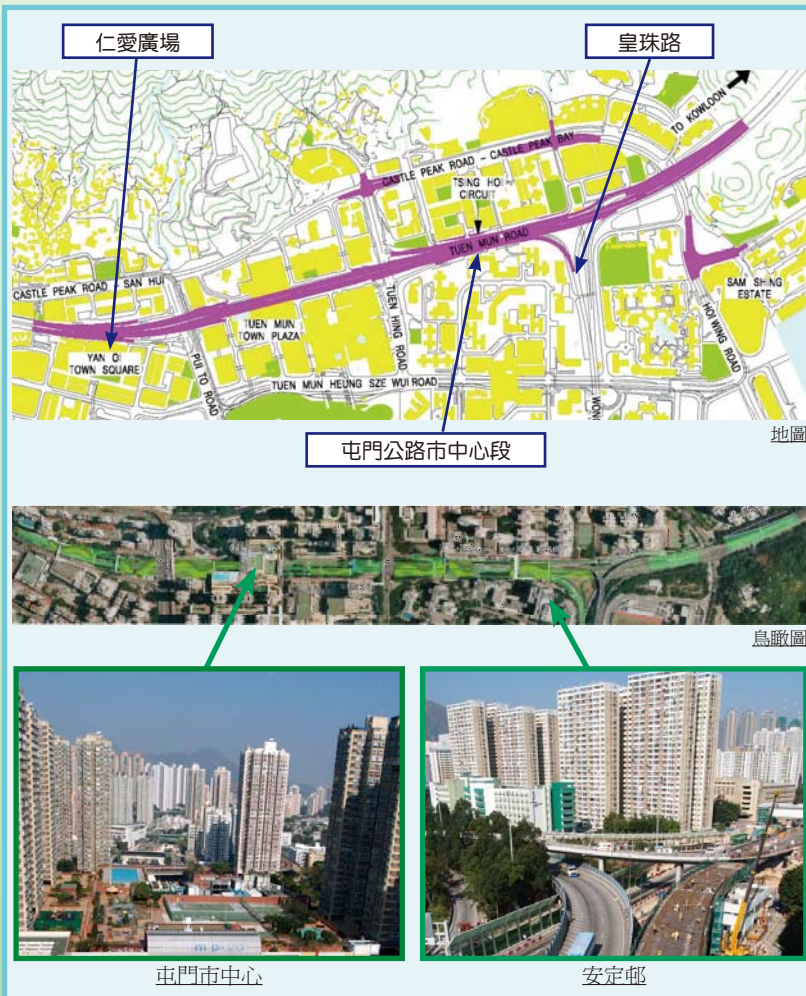 仁愛廣場
皇珠路
TO KOWLOON
CASTLE PEAK ROAD - CASTLE PEAK BAY
TSING HOI
CIRCUIT
TUEN MUN ROAD
CASTLE PEAK ROAD - SAN HUI
TUEN MUN
TOWN PLAZA
TUEN HING ROAD
HOI WING ROAD
SAM SHING
ESTATE
YAN OI
TOWN SQUARE
PUI TO ROAD
TUEN MUN HEUNG SZE WUI ROAD
WONG
屯門公路市中心段
地圖
鳥瞰圖
屯門市中心
安定邨